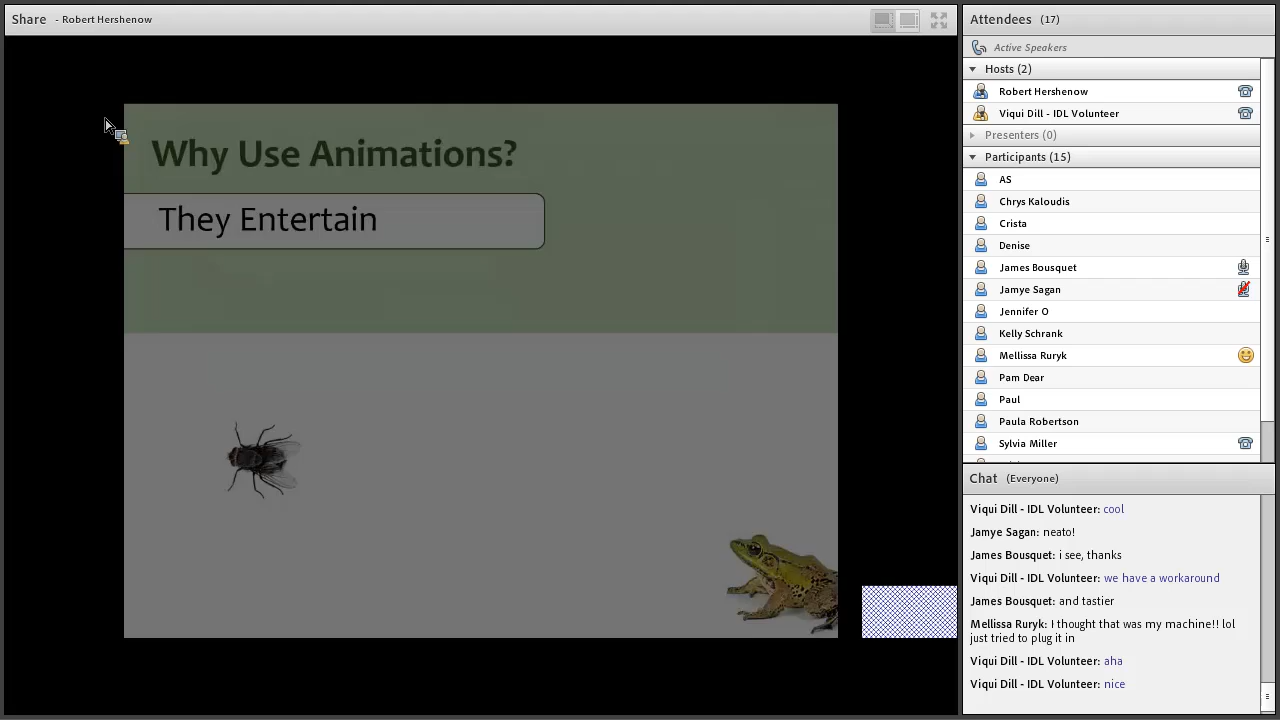 Share - Robert Hershenow
Why Use Animations?
They Entertain
Attendees (17)
Active Speakers
Hosts (2)
Robert Hershenow
Viqui Dill - IDL Volunteer
Presenters (0)
Participants (15)
AS
Chrys Kaloudis
Crista
Denise
James Bousquet
Jamye Sagan
Jennifer O
Kelly Schrank
Mellissa Ruryk
Pam Dear
Paul
Paula Robertson
Sylvia Miller
Chat (Everyone)
Viqui Dill - IDL Volunteer: cool
Jamye Sagan: neato!
James Bousquet: i see, thanks
Viqui Dill - IDL Volunteer: we have a workaround
James Bousquet: and tastier
Mellissa Ruryk: I thought that was my machine!! lol
just tried to plug it in
Viqui Dill - IDL Volunteer: aha
Viqui Dill - IDL Volunteer: nice